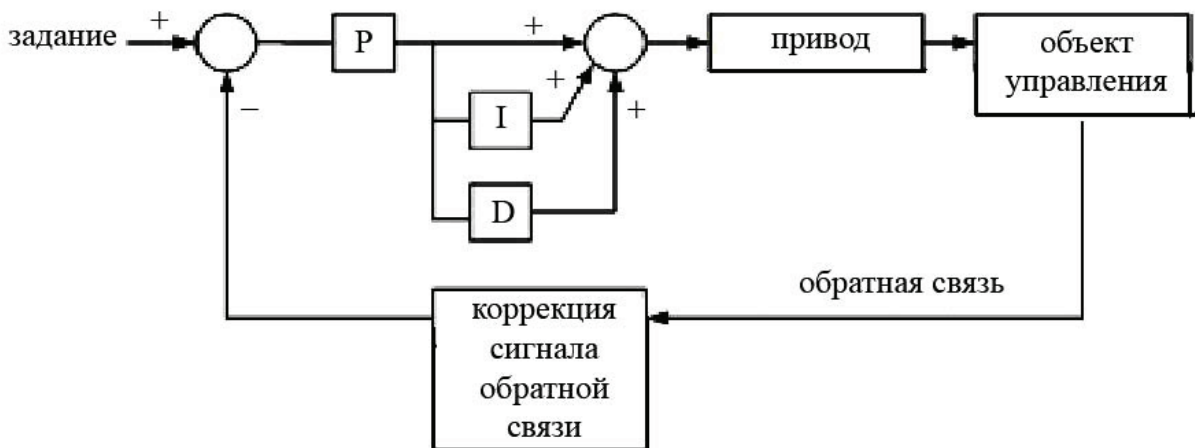 задание
+
−
P
I
D
+
+
+
привод
объект
управления
обратная связь
коррекция
сигнала
обратной
связи